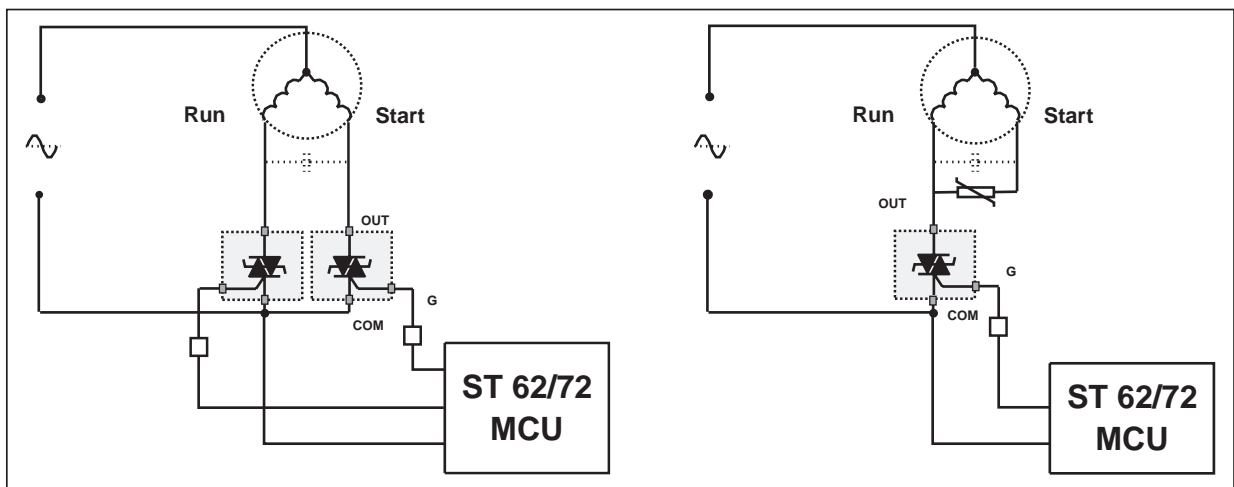 Run
Start
OUT
G
COM
ST 62/72
MCU
Run
Start
OUT
G
COM
ST 62/72
MCU